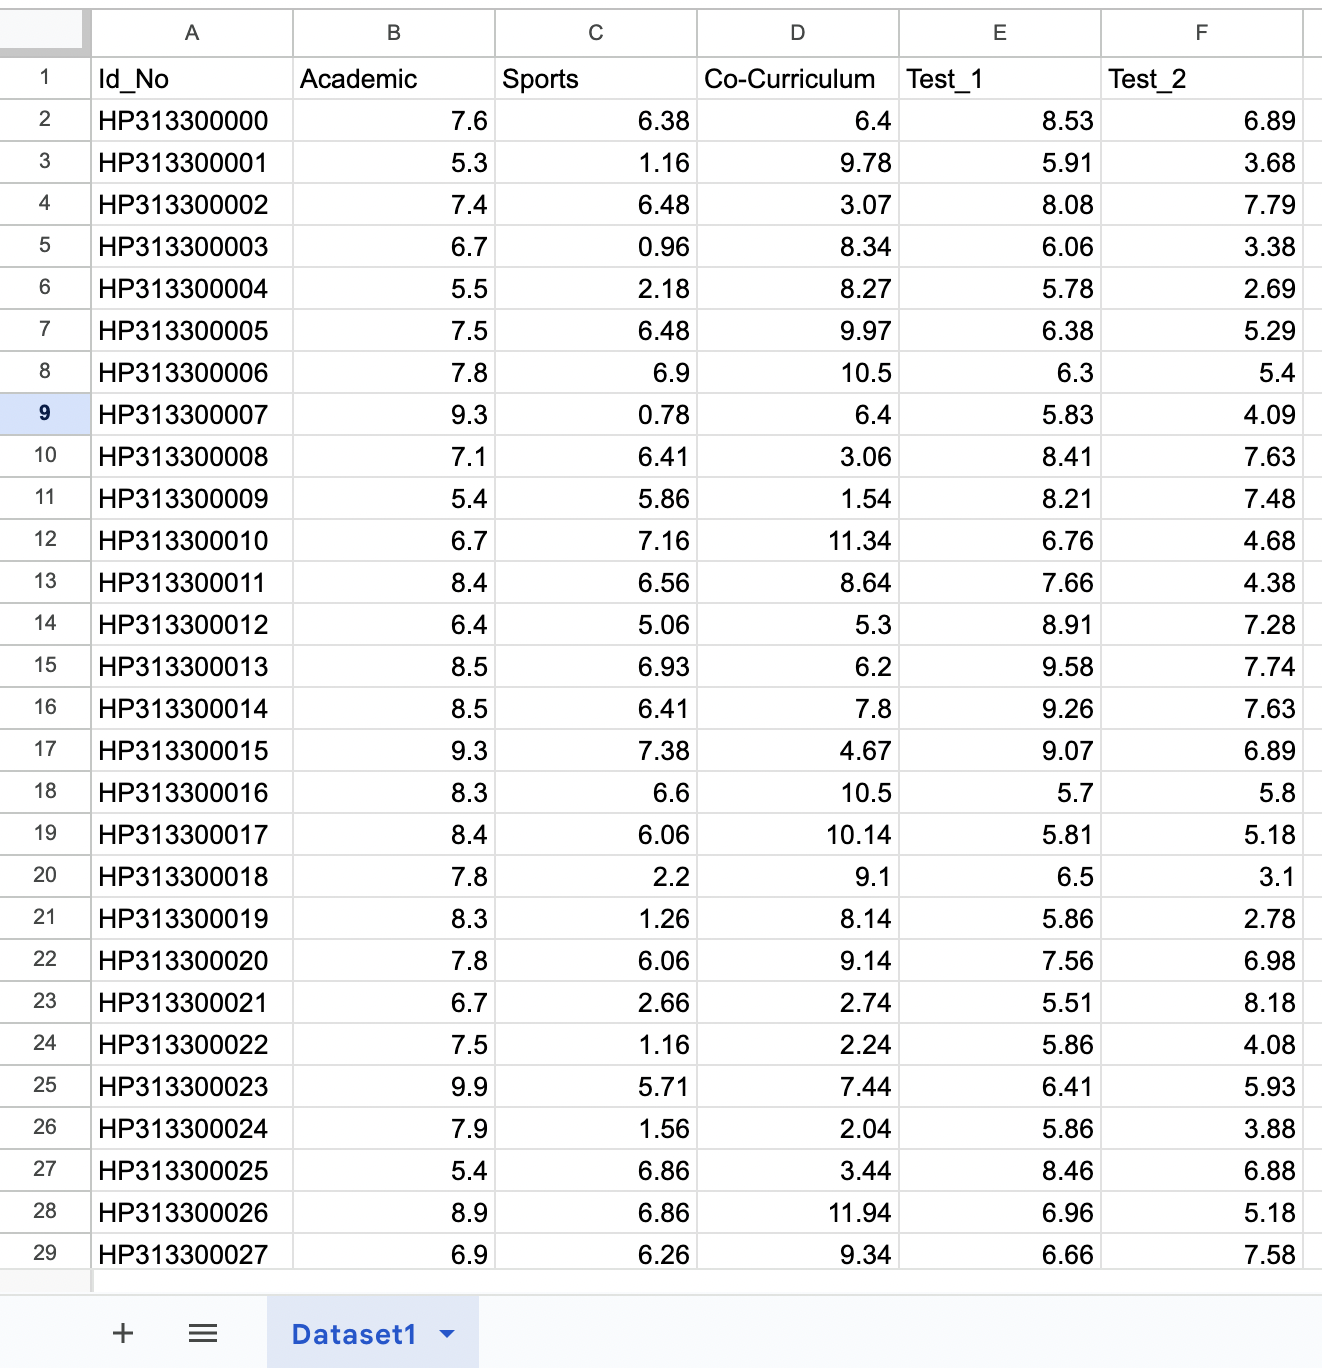 A B C D E F
1 Id_No Academic Sports Co-Curriculum Test_1 Test_2
2 HP313300000 7.6 6.38 6.4 8.53 6.89
3 HP313300001 5.3 1.16 9.78 5.91 3.68
4 HP313300002 7.4 6.48 3.07 8.08 7.79
5 HP313300003 6.7 0.96 8.34 6.06 3.38
6 HP313300004 5.5 2.18 8.27 5.78 2.69
7 HP313300005 7.5 6.48 9.97 6.38 5.29
8 HP313300006 7.8 6.9 10.5 6.3 5.4
9 HP313300007 9.3 0.78 6.4 5.83 4.09
10 HP313300008 7.1 6.41 3.06 8.41 7.63
11 HP313300009 5.4 5.86 1.54 8.21 7.48
12 HP313300010 6.7 7.16 11.34 6.76 4.68
13 HP313300011 8.4 6.56 8.64 7.66 4.38
14 HP313300012 6.4 5.06 5.3 8.91 7.28
15 HP313300013 8.5 6.93 6.2 9.58 7.74
16 HP313300014 8.5 6.41 7.8 9.26 7.63
17 HP313300015 9.3 7.38 4.67 9.07 6.89
18 HP313300016 8.3 6.6 10.5 5.7 5.8
19 HP313300017 8.4 6.06 10.14 5.81 5.18
20 HP313300018 7.8 2.2 9.1 6.5 3.1
21 HP313300019 8.3 1.26 8.14 5.86 2.78
22 HP313300020 7.8 6.06 9.14 7.56 6.98
23 HP313300021 6.7 2.66 2.74 5.51 8.18
24 HP313300022 7.5 1.16 2.24 5.86 4.08
25 HP313300023 9.9 5.71 7.44 6.41 5.93
26 HP313300024 7.9 1.56 2.04 5.86 3.88
27 HP313300025 5.4 6.86 3.44 8.46 6.88
28 HP313300026 8.9 6.86 11.94 6.96 5.18
29 HP313300027 6.9 6.26 9.34 6.66 7.58
Dataset1